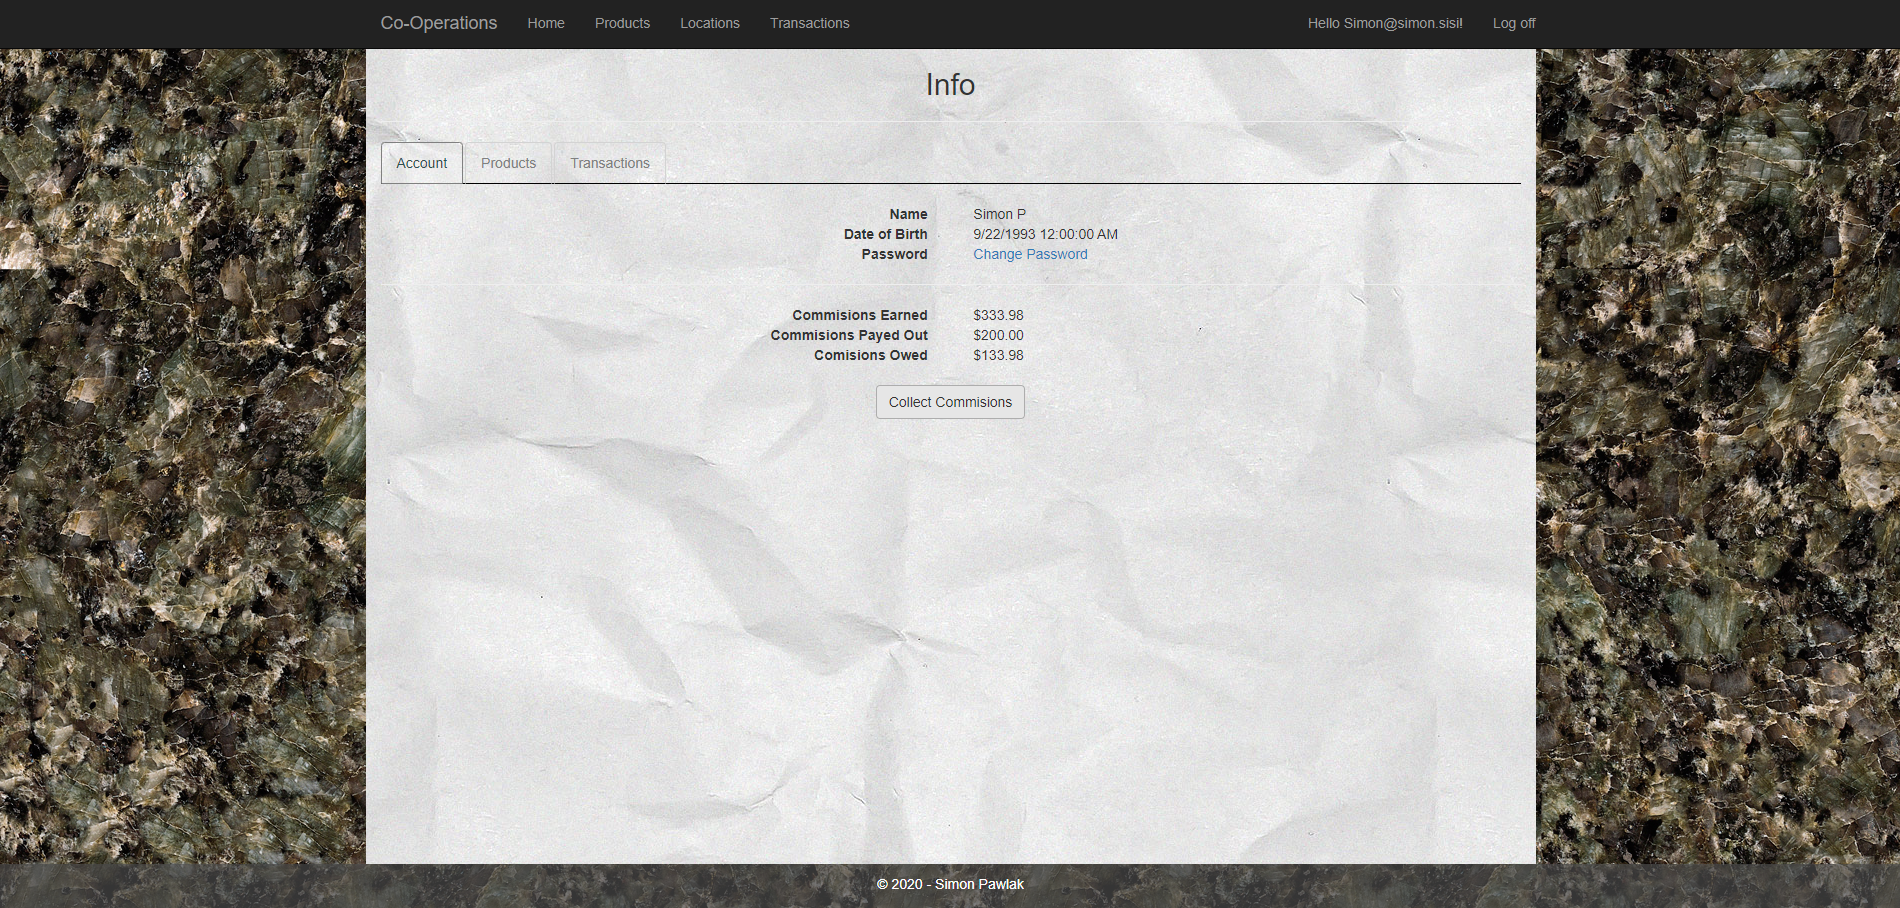 Co-Operations Home Products Locations Transactions Hello Simon@simon.sisi! Log off
Info
Account Products Transactions
Name Simon P
Date of Birth 9/22/1993 12:00:00 AM
Password Change Password
Commisions Earned $333.98
Commisions Payed Out $200.00
Comisions Owed $133.98
Collect Commisions
© 2020 - Simon Pawlak